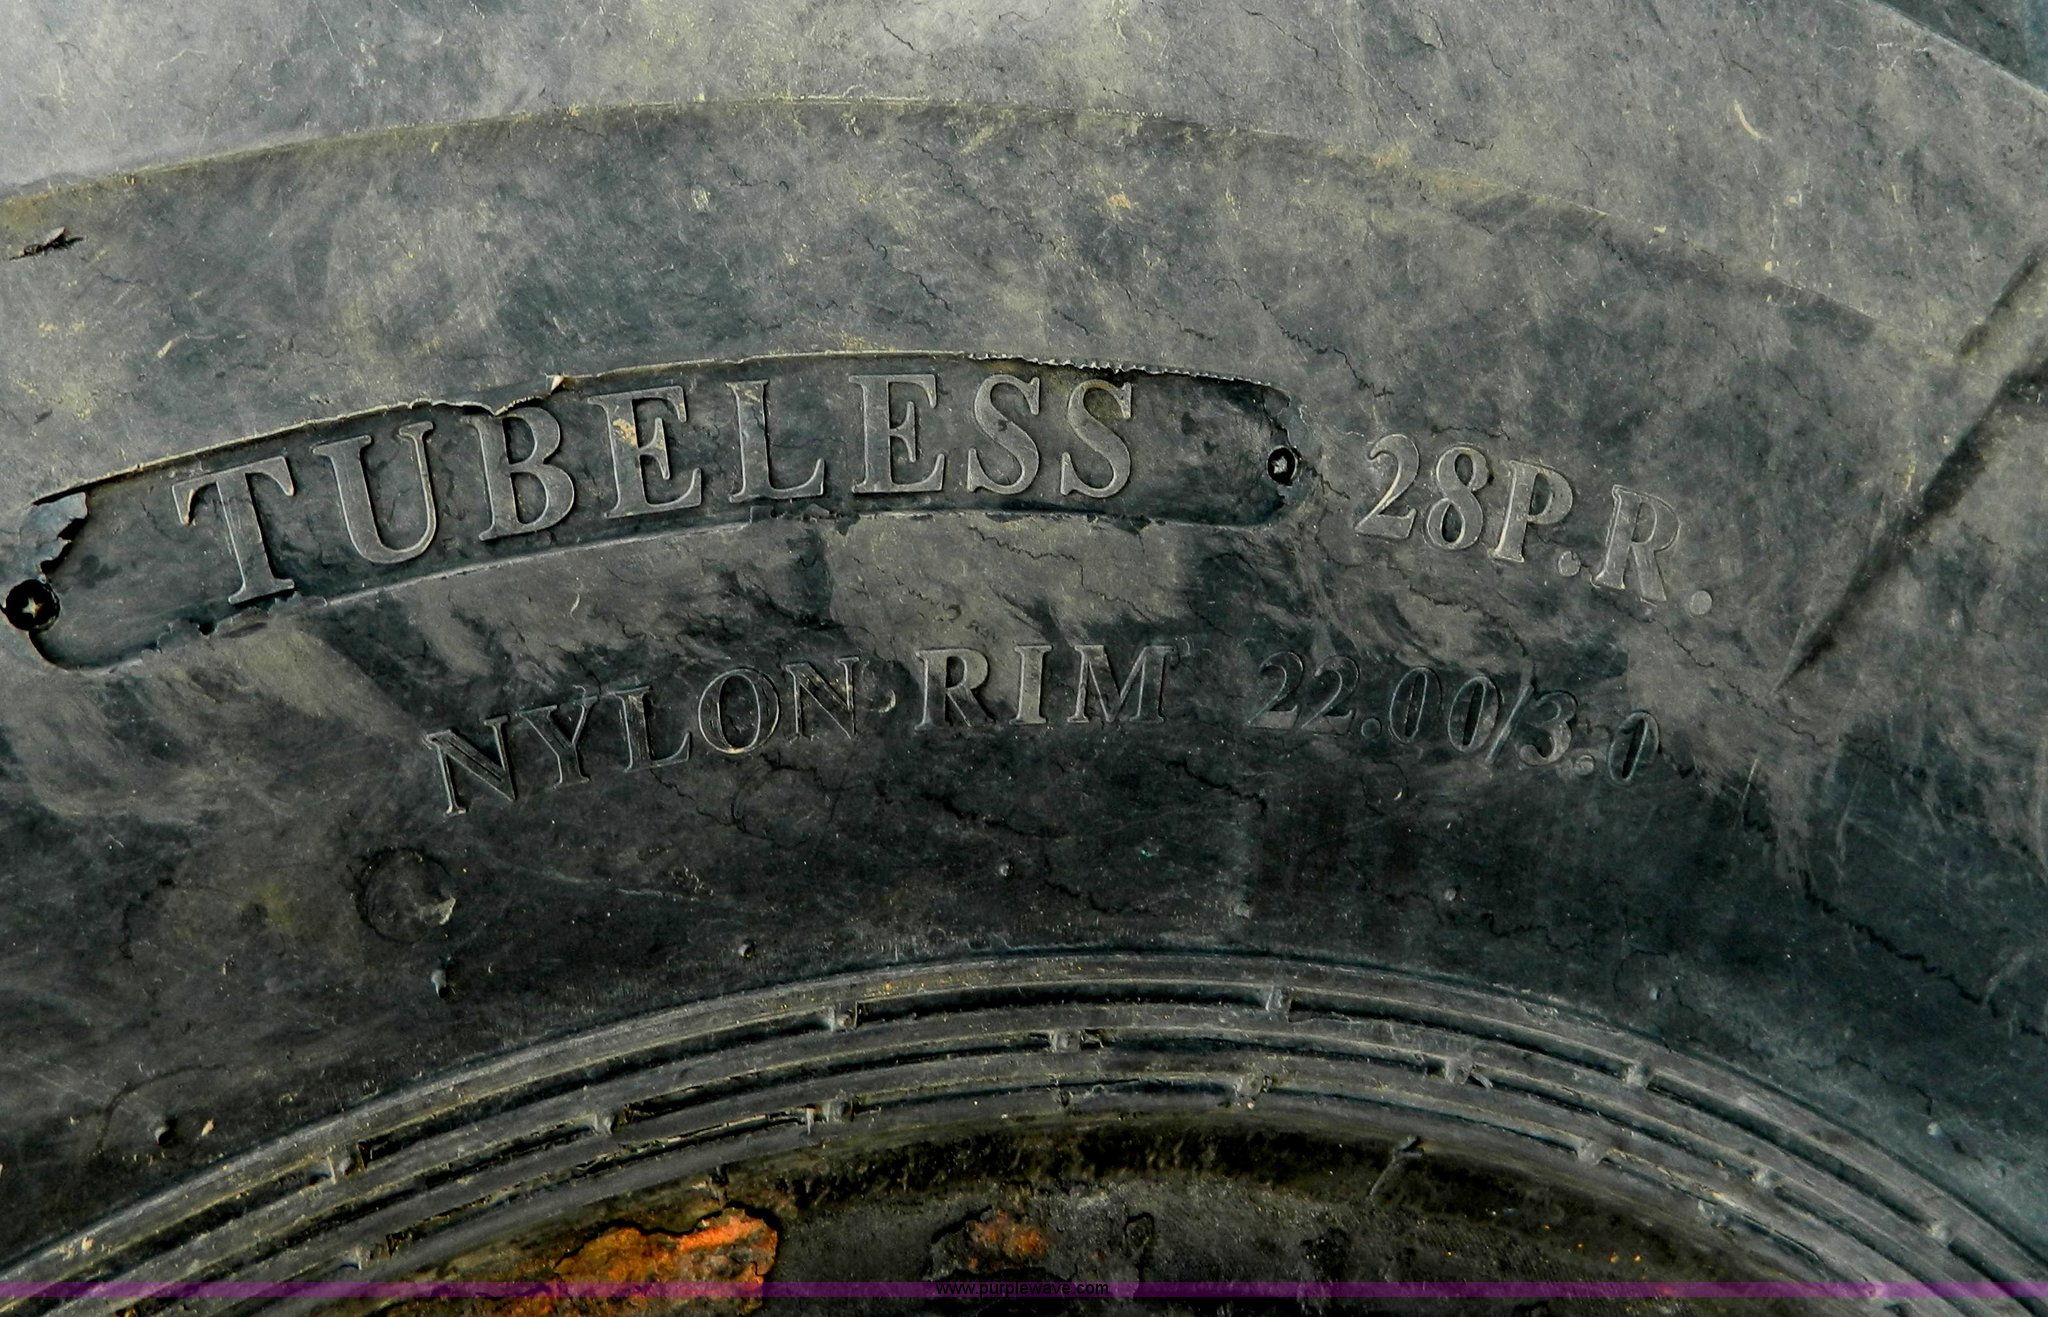 TUBELESS 28P.R.
NYLON RIM 22.00/3.0
www.purplewave.com